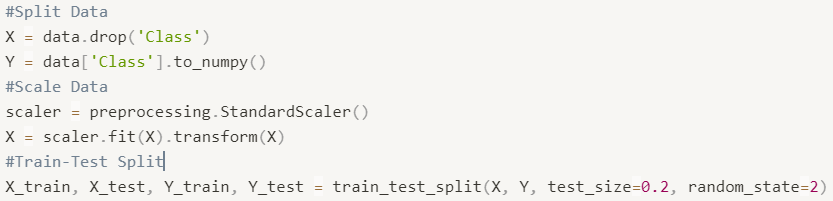 #Split Data
X = data.drop('Class')
Y = data['Class'].to_numpy()
#Scale Data
scaler = preprocessing.StandardScaler()
X = scaler.fit(X).transform(X)
#Train-Test Split
X_train, X_test, Y_train, Y_test = train_test_split(X, Y, test_size=0.2, random_state=2)